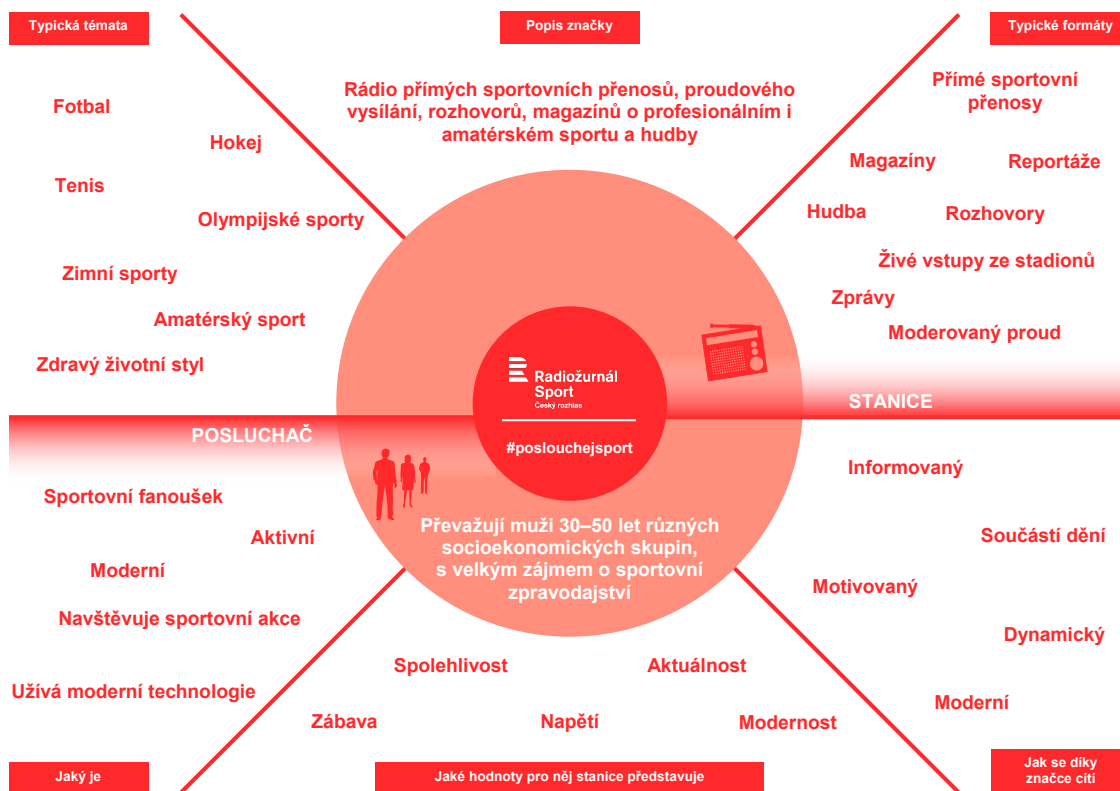 Typická témata
Popis značky
Typické formáty
Fotbal
Hokej
Tenis
Olympijské sporty
Zimní sporty
Amatérský sport
Zdravý životní styl
Rádio přímých sportovních přenosů, proudového
vysílání, rozhovorů, magazínů o profesionálním i
amatérském sportu a hudby
Přímé sportovní
přenosy
Magazíny
Reportáže
Hudba
Rozhovory
Živé vstupy ze stadionů
Zprávy
Moderovaný proud
STANICE
Radiožurnál
Sport
Český rozhlas
#poslouchejsport
POSLUCHAČ
Sportovní fanoušek
Aktivní
Moderní
Navštěvuje sportovní akce
Užívá moderní technologie
Převažují muži 30–50 let různých
socioekonomických skupin,
s velkým zájmem o sportovní
zpravodajství
Spolehlivost
Aktuálnost
Zábava
Napětí
Modernost
Informovaný
Součástí dění
Motivovaný
Dynamický
Moderní
Jaký je
Jaké hodnoty pro něj stanice představuje
Jak se díky
značce cítí